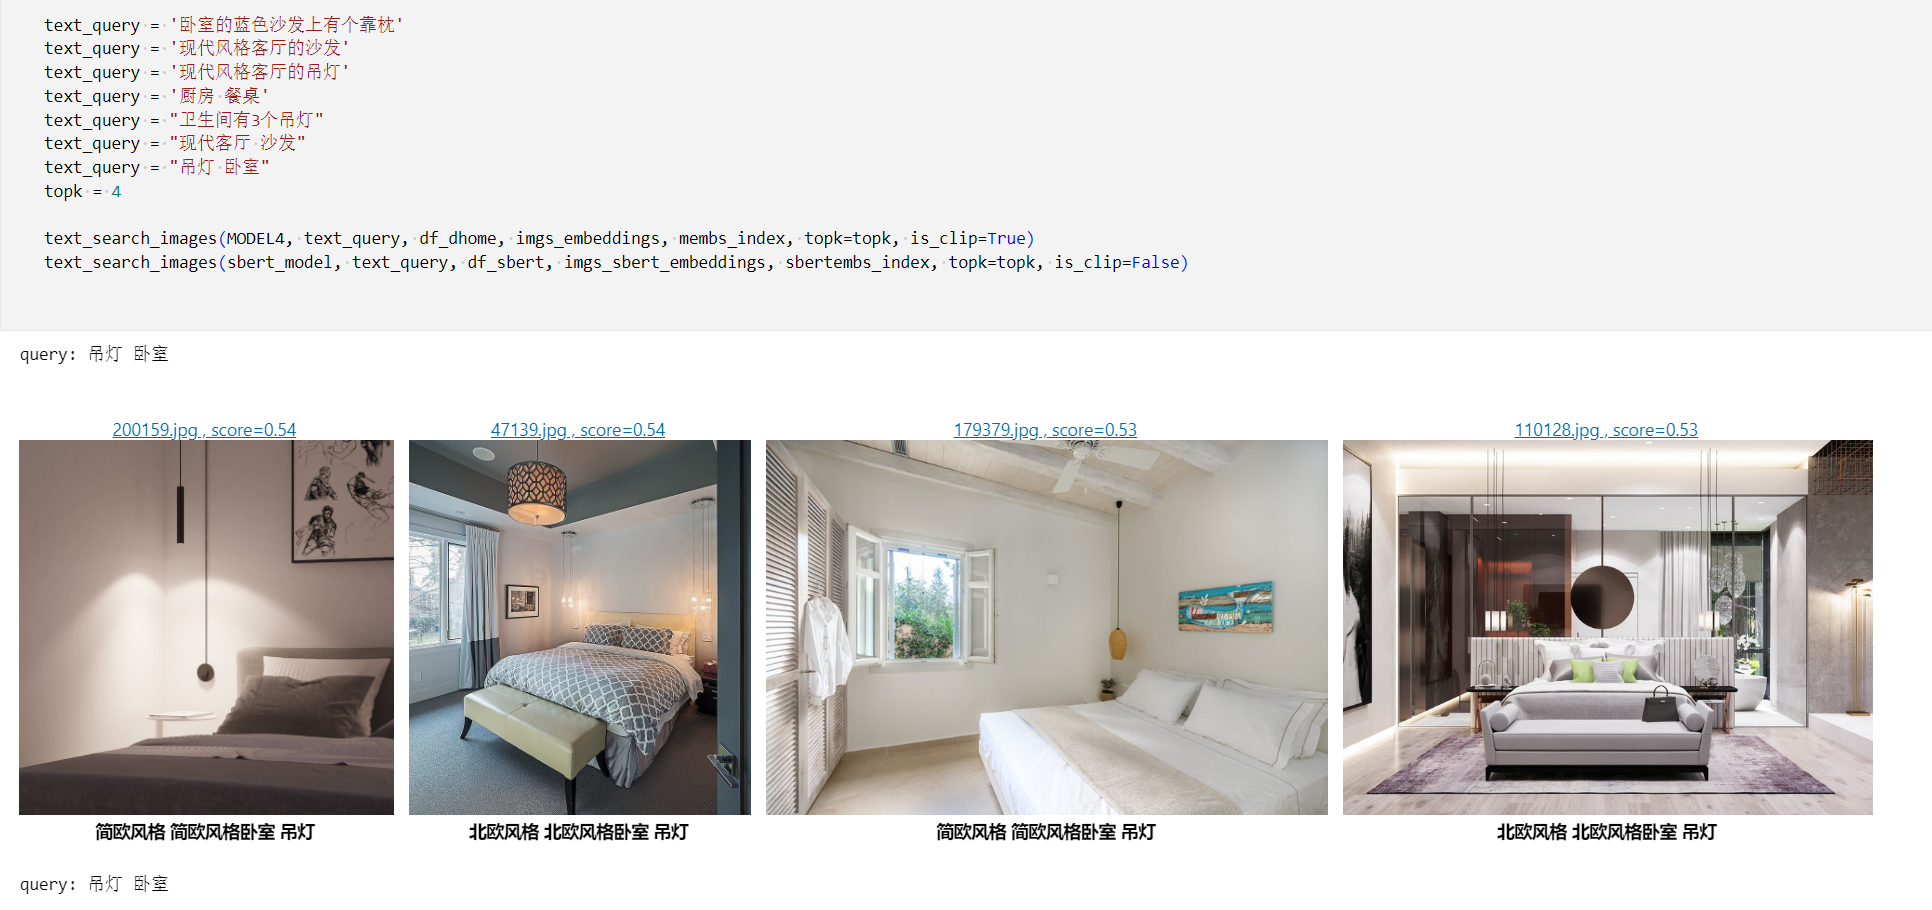 text_query = '卧室的蓝色沙发上有个靠枕'
text_query = '现代风格客厅的沙发'
text_query = '现代风格客厅的吊灯'
text_query = '厨房 餐桌'
text_query = "卫生间有3个吊灯"
text_query = "现代客厅 沙发"
text_query = "吊灯 卧室"
topk = 4
text_search_images(MODEL4, text_query, df_dhome, imgs_embeddings, membs_index, topk=topk, is_clip=True)
text_search_images(sbert_model, text_query, df_sbert, imgs_sbert_embeddings, sbertembs_index, topk=topk, is_clip=False)
query: 吊灯 卧室
200159.jpg , score=0.54
47139.jpg , score=0.54
179379.jpg , score=0.53
110128.jpg , score=0.53
简欧风格 简欧风格卧室 吊灯
北欧风格 北欧风格卧室 吊灯
简欧风格 简欧风格卧室 吊灯
北欧风格 北欧风格卧室 吊灯
query: 吊灯 卧室